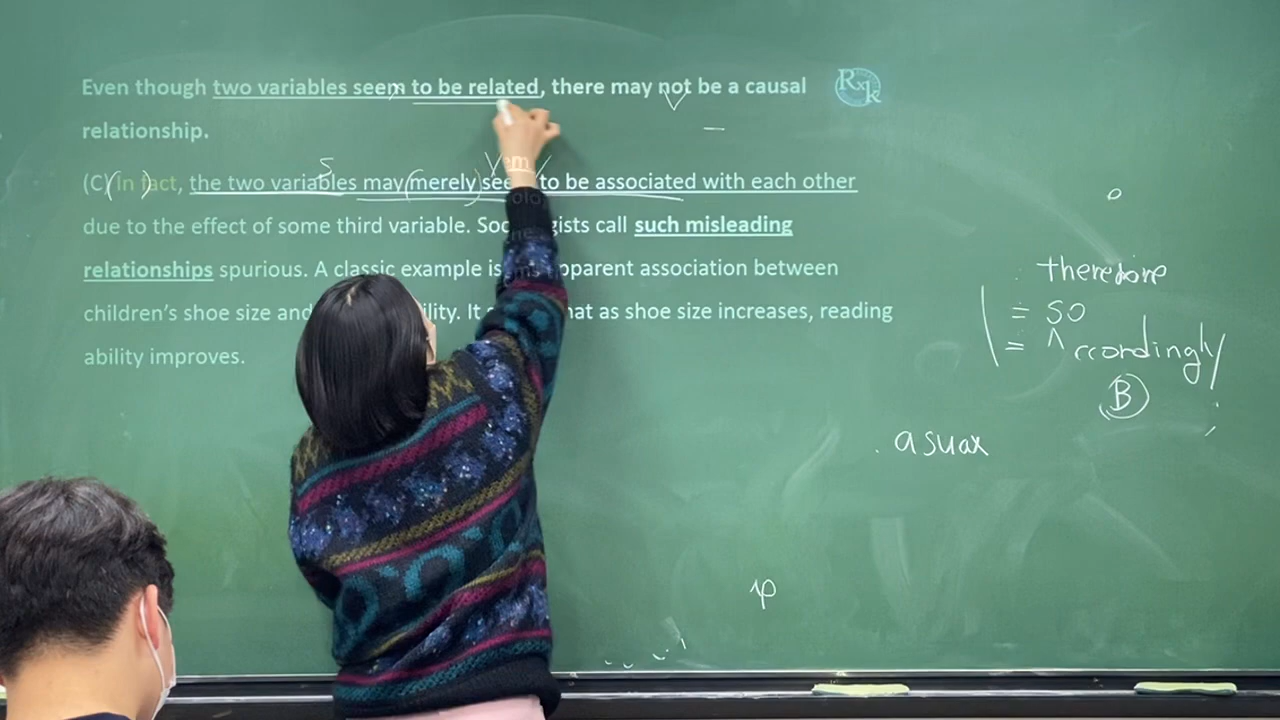 Even though two variables seem to be related, there may not be a causal
relationship.
(C) In fact, the two variables may (merely) seem to be associated with each other
due to the effect of some third variable. Sociologists call such misleading
relationships spurious. A classic example is apparent association between
children's shoe size and ility. It hat as shoe size increases, reading
ability improves.
Rxk
S
V
therefore
= so
= Accordingly
B